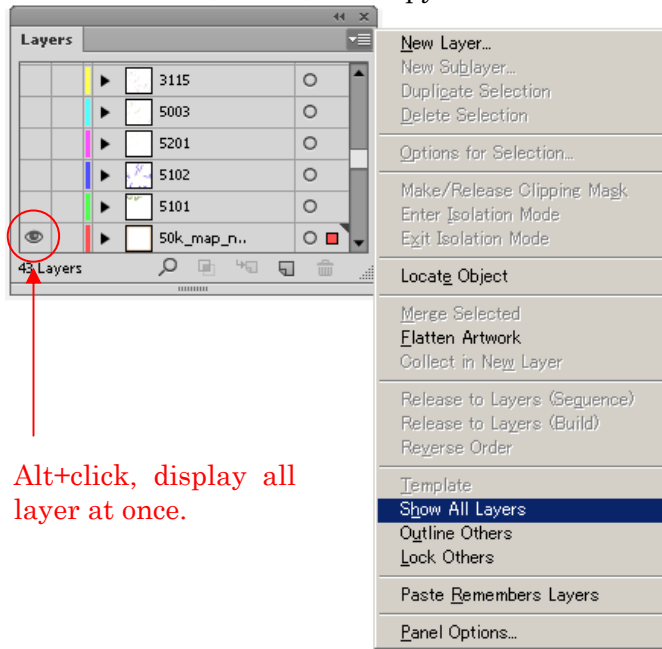 Layers
3115
5003
5201
5102
5101
50k_map_n..
43 Layers
Alt+click, display all
layer at once.
New Layer...
New Sublayer...
Duplicate Selection
Delete Selection
Options for Selection...
Make/Release Clipping Mask
Enter Isolation Mode
Exit Isolation Mode
Locate Object
Merge Selected
Flatten Artwork
Collect in New Layer
Release to Layers (Sequence)
Release to Layers (Build)
Reverse Order
Template
Show All Layers
Outline Others
Lock Others
Paste Remembers Layers
Panel Options...